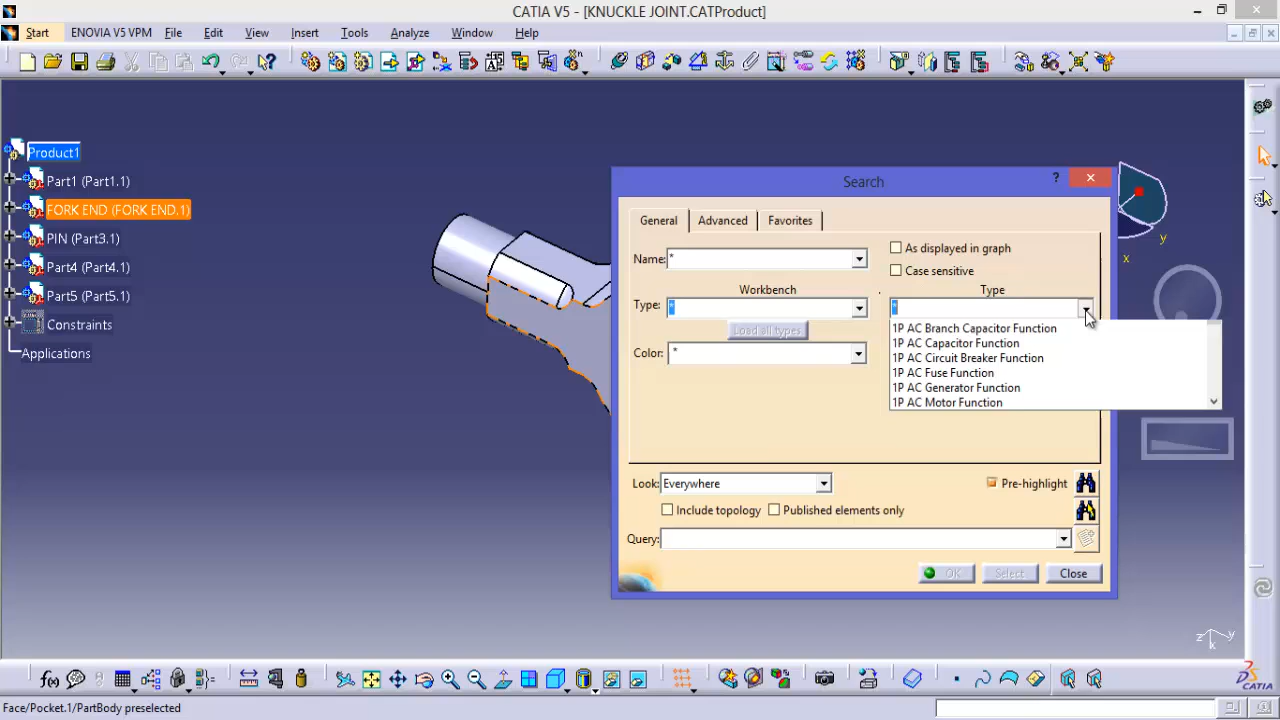 CATIA V5 - [KNUCKLE JOINT.CATProduct]
Start ENOVIA V5 VPM File Edit View Insert Tools Analyze Window Help
Product1
Part1 (Part1.1)
FORK END (FORK END.1)
PIN (Part3.1)
Part4 (Part4.1)
Part5 (Part5.1)
Constraints
Applications
Search
?
General Advanced Favorites
Name: *
As displayed in graph
Case sensitive
Workbench Type
Type: * *
Load all types
Color: *
1P AC Branch Capacitor Function
1P AC Capacitor Function
1P AC Circuit Breaker Function
1P AC Fuse Function
1P AC Generator Function
1P AC Motor Function
Look: Everywhere
Pre-highlight
Include topology Published elements only
Query:
OK Select Close
y
x
z y
x
f(x)
CATIA
Face/Pocket.1/PartBody preselected